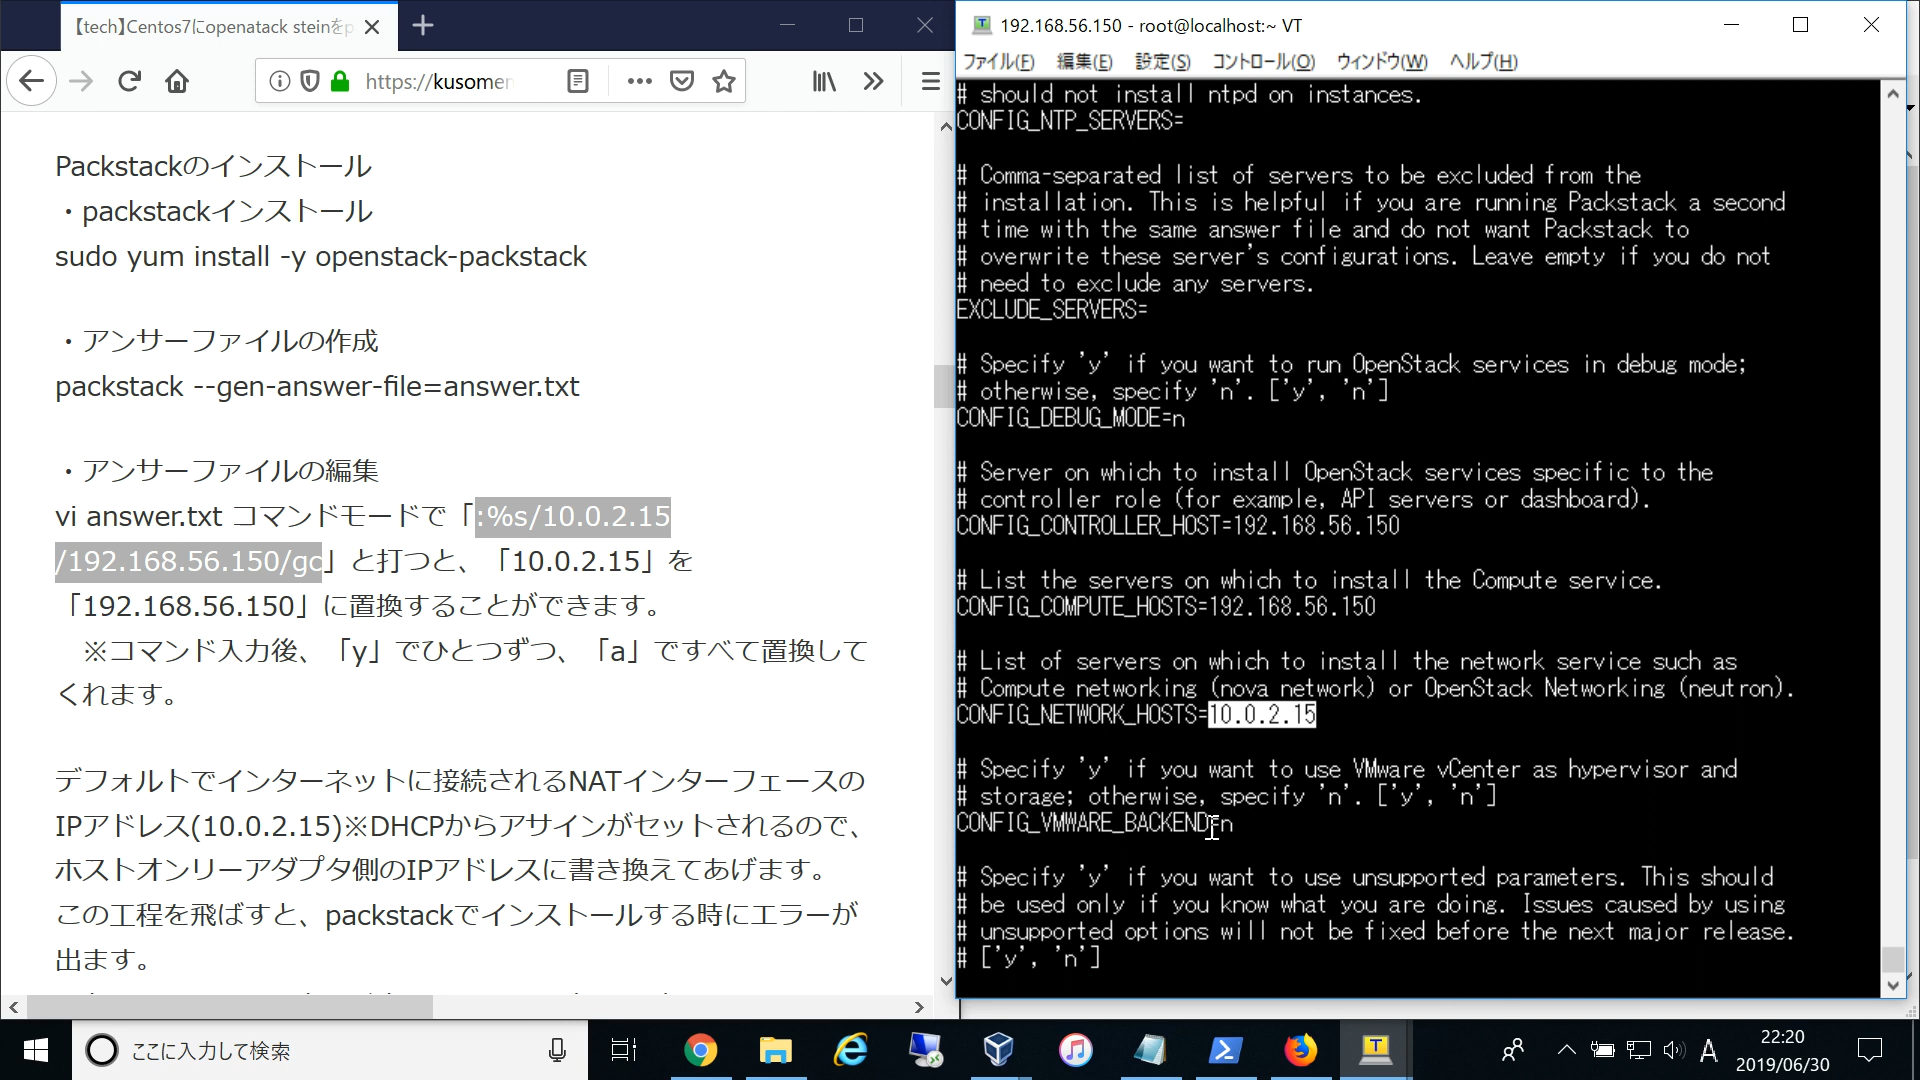 【tech】Centos7にopenatack steinをp
https://kusomer
Packstackのインストール
・packstackインストール
sudo yum install -y openstack-packstack
・アンサーファイルの作成
packstack --gen-answer-file=answer.txt
・アンサーファイルの編集
vi answer.txt コマンドモードで「:%s/10.0.2.15
/192.168.56.150/gc」と打つと、「10.0.2.15」を
「192.168.56.150」に置換することができます。
※コマンド入力後、「y」でひとつずつ、「a」ですべて置換して
くれます。
デフォルトでインターネットに接続されるNATインターフェースの
IPアドレス(10.0.2.15)※DHCPからアサインがセットされるので、
ホストオンリーアダプタ側のIPアドレスに書き換えてあげます。
この工程を飛ばすと、packstackでインストールする時にエラーが
出ます。
192.168.56.150 - root@localhost:~ VT
ファイル(F) 編集(E) 設定(S) コントロール(O) ウィンドウ(W) ヘルプ(H)
# should not install ntpd on instances.
CONFIG_NTP_SERVERS=
# Comma-separated list of servers to be excluded from the
# installation. This is helpful if you are running Packstack a second
# time with the same answer file and do not want Packstack to
# overwrite these server's configurations. Leave empty if you do not
# need to exclude any servers.
EXCLUDE_SERVERS=
# Specify 'y' if you want to run OpenStack services in debug mode;
# otherwise, specify 'n'. ['y', 'n']
CONFIG_DEBUG_MODE=n
# Server on which to install OpenStack services specific to the
# controller role (for example, API servers or dashboard).
CONFIG_CONTROLLER_HOST=192.168.56.150
# List the servers on which to install the Compute service.
CONFIG_COMPUTE_HOSTS=192.168.56.150
# List of servers on which to install the network service such as
# Compute networking (nova network) or OpenStack Networking (neutron).
CONFIG_NETWORK_HOSTS=10.0.2.15
# Specify 'y' if you want to use VMware vCenter as hypervisor and
# storage; otherwise, specify 'n'. ['y', 'n']
CONFIG_VMWARE_BACKEND=n
# Specify 'y' if you want to use unsupported parameters. This should
# be used only if you know what you are doing. Issues caused by using
# unsupported options will not be fixed before the next major release.
# ['y', 'n']
ここに入力して検索
A
22:20
2019/06/30